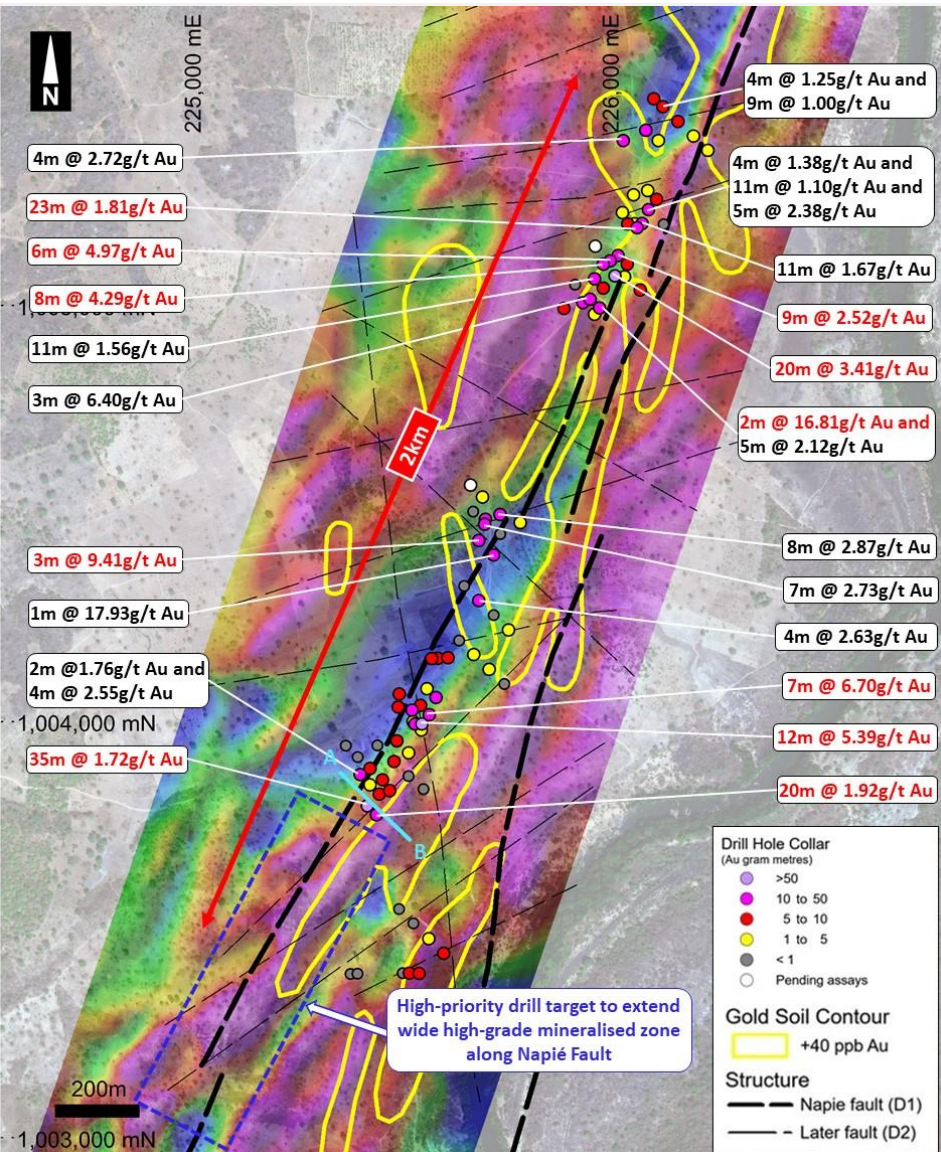 N
225,000 mE
226,000 mE
4m @ 1.25g/t Au and
9m @ 1.00g/t Au
4m @ 2.72g/t Au
4m @ 1.38g/t Au and
11m @ 1.10g/t Au and
5m @ 2.38g/t Au
23m @ 1.81g/t Au
6m @ 4.97g/t Au
11m @ 1.67g/t Au
8m @ 4.29g/t Au
mN
9m @ 2.52g/t Au
11m @ 1.56g/t Au
20m @ 3.41g/t Au
3m @ 6.40g/t Au
2m @ 16.81g/t Au and
5m @ 2.12g/t Au
2km
3m @ 9.41g/t Au
8m @ 2.87g/t Au
7m @ 2.73g/t Au
1m @ 17.93g/t Au
4m @ 2.63g/t Au
2m @1.76g/t Au and
4m @ 2.55g/t Au
7m @ 6.70g/t Au
1,004,000 mN
12m @ 5.39g/t Au
35m @ 1.72g/t Au
A
20m @ 1.92g/t Au
B
Drill Hole Collar
(Au gram metres)
>50
10 to 50
5 to 10
1 to 5
< 1
Pending assays
Gold Soil Contour
+40 ppb Au
Structure
Napie fault (D1)
Later fault (D2)
High-priority drill target to extend
wide high-grade mineralised zone
along Napié Fault
200m
1,003,000 mN